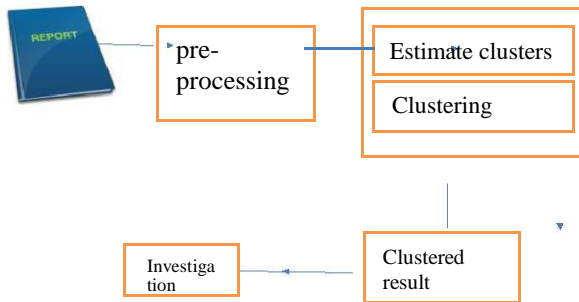 REPORT
pre-
processing
Estimate clusters
Clustering
Investiga
tion
Clustered
result